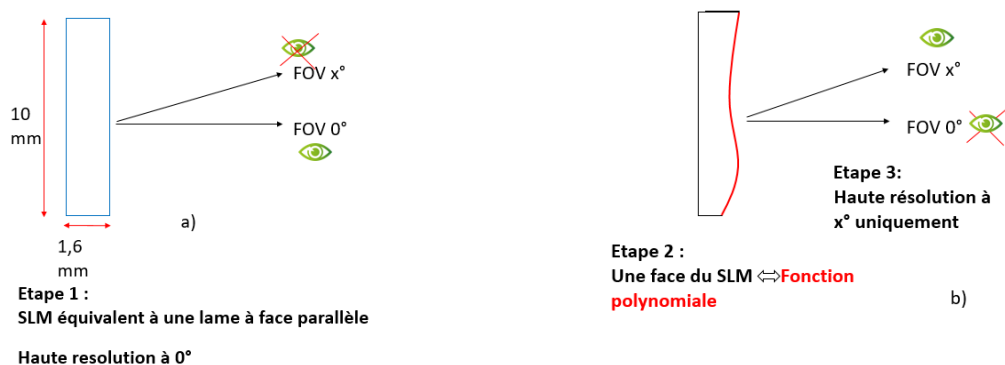 10
mm
FOV x°
FOV 0°
a)
1,6
mm
Etape 1 :
SLM équivalent à une lame à face parallèle
Haute resolution à 0°
FOV x°
FOV 0°
Etape 3:
Haute résolution à
x° uniquement
Etape 2 :
Une face du SLM ⇔Fonction
polynomiale
b)